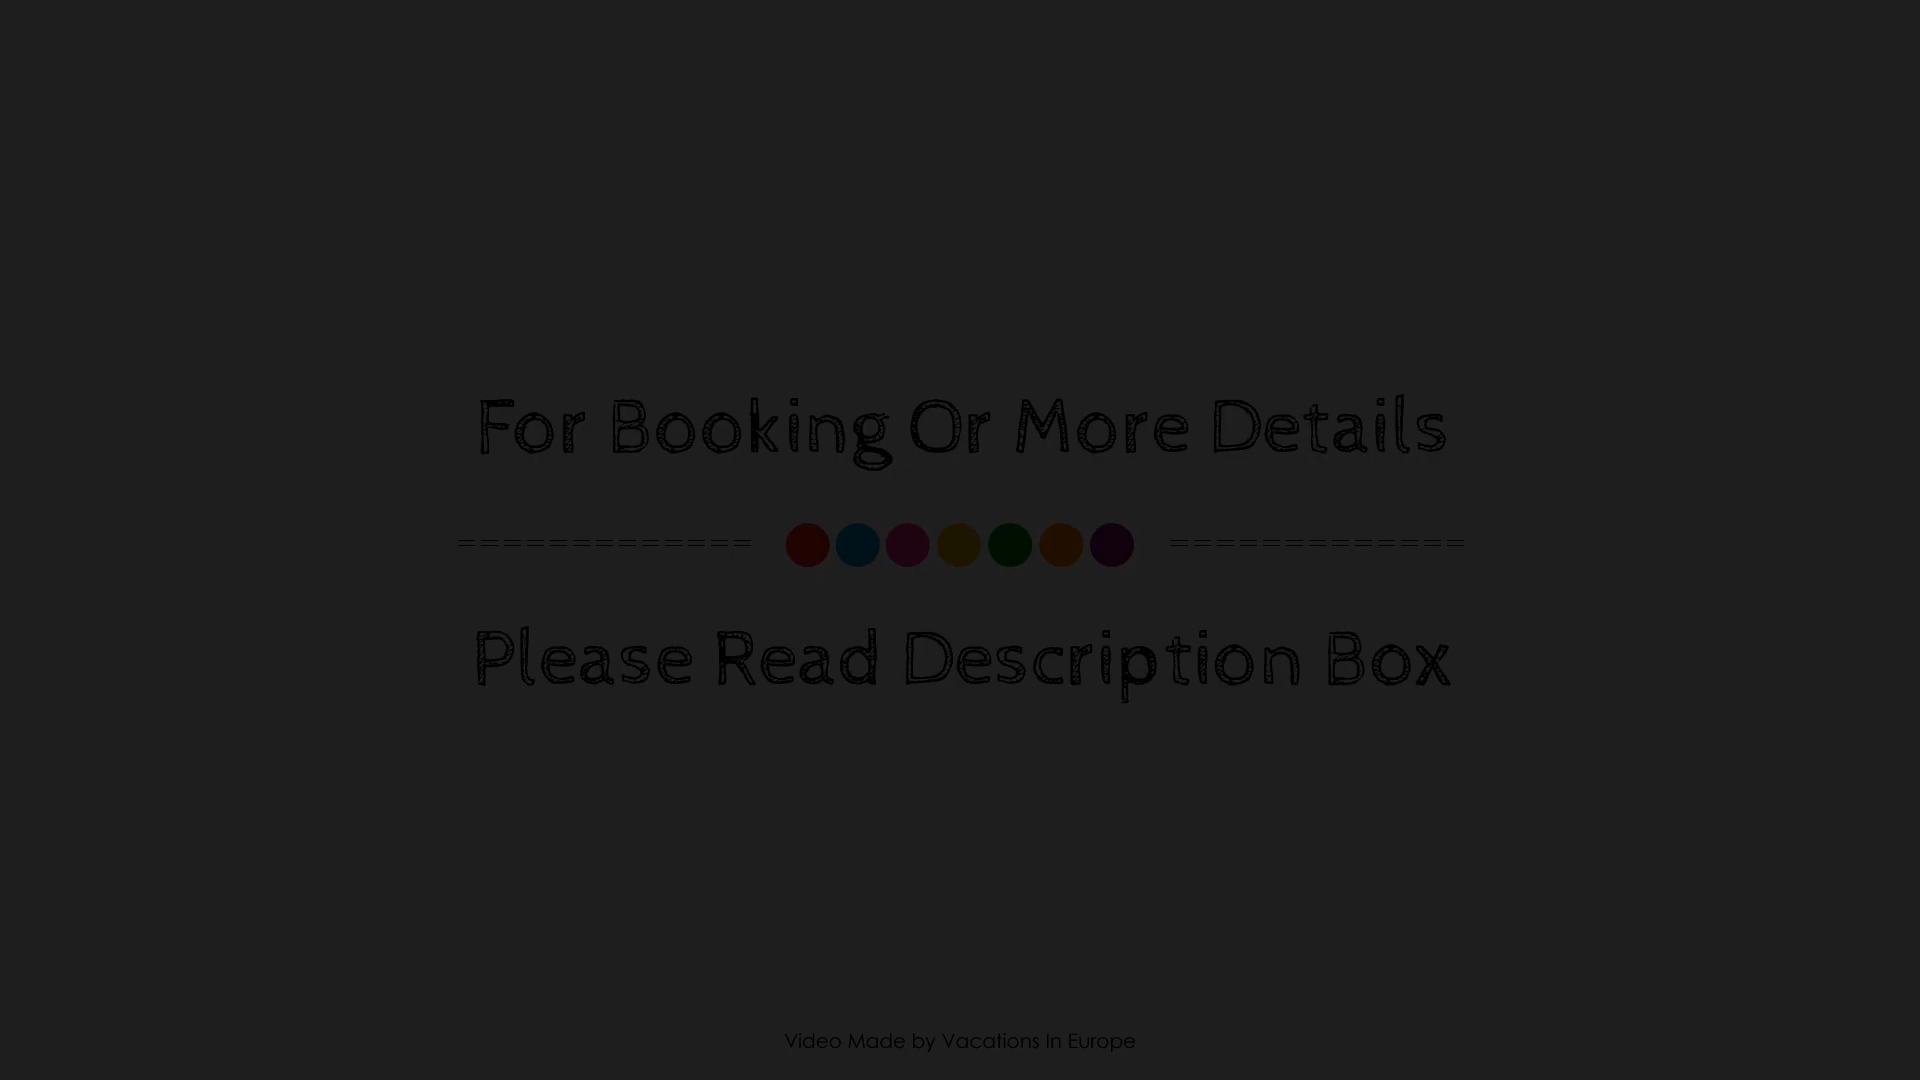 For Booking Or More Details
============= =============
Please Read Description Box
Video Made by Vacations In Europe